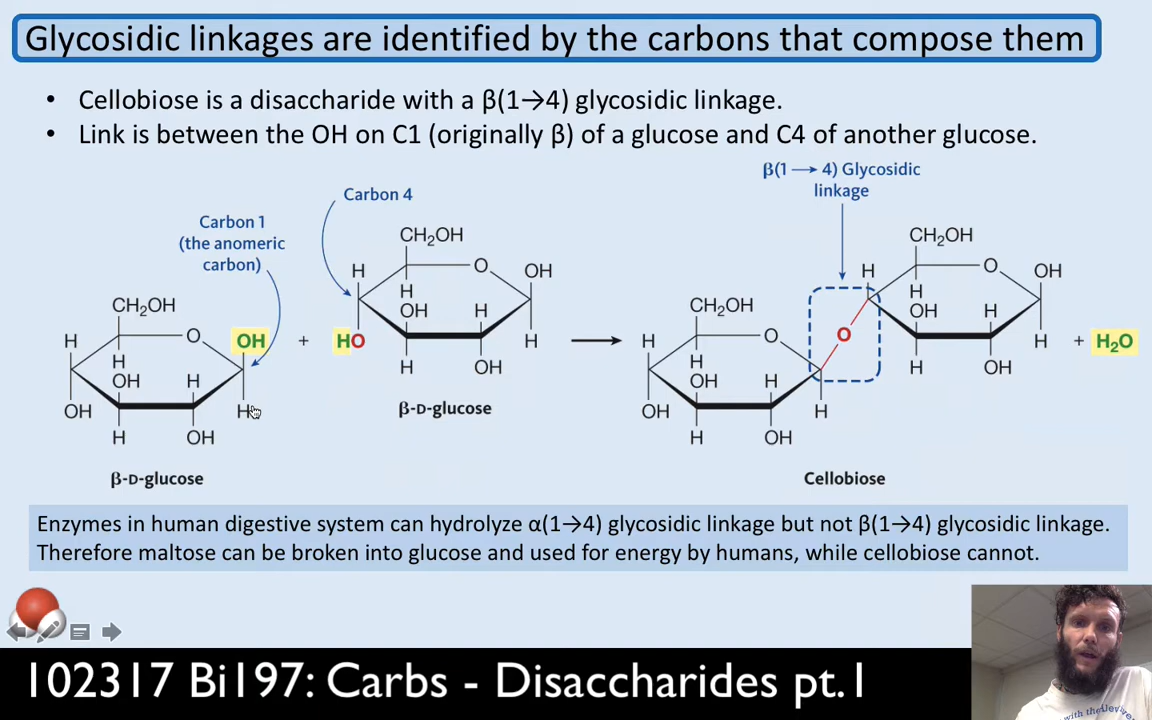 Glycosidic linkages are identified by the carbons that compose them
• Cellobiose is a disaccharide with a β(1→4) glycosidic linkage.
• Link is between the OH on C1 (originally β) of a glucose and C4 of another glucose.
β(1 → 4) Glycosidic
linkage
Carbon 4
Carbon 1
(the anomeric
carbon)
CH₂OH
O
H
OH
H
OH
H
H
OH
H
OH
H
β-D-glucose
+
CH₂OH
H
O
OH
H
OH
H
HO
H
H
OH
β-D-glucose
→
CH₂OH
H
O
H
OH
H
OH
H
H
OH
O
CH₂OH
H
O
OH
H
OH
H
H
H
OH
+ H₂O
Cellobiose
Enzymes in human digestive system can hydrolyze α(1→4) glycosidic linkage but not β(1→4) glycosidic linkage.
Therefore maltose can be broken into glucose and used for energy by humans, while cellobiose cannot.
102317 Bi197: Carbs - Disaccharides pt.1